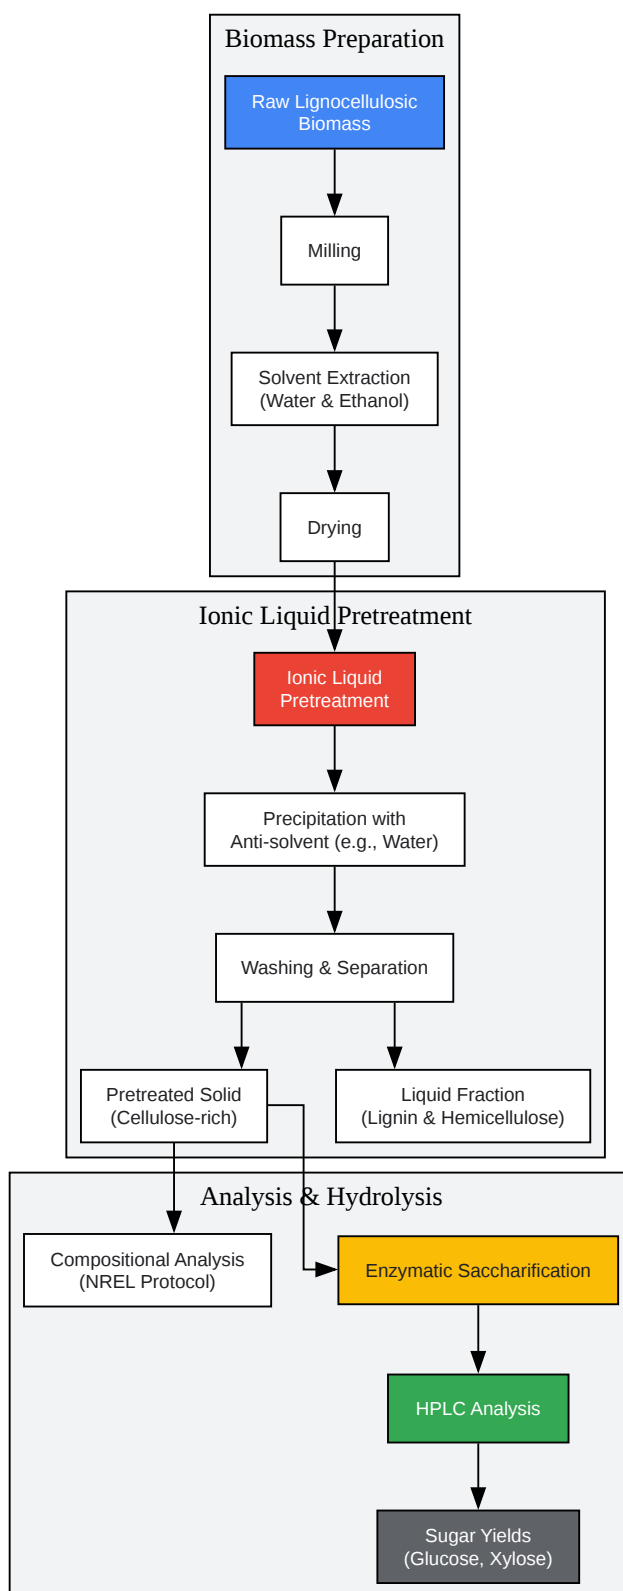 Biomass Preparation
Raw Lignocellulosic
Biomass
Milling
Solvent Extraction
(Water & Ethanol)
Drying
Ionic Liquid Pretreatment
Ionic Liquid
Pretreatment
Precipitation with
Anti-solvent (e.g., Water)
Washing & Separation
Pretreated Solid
(Cellulose-rich)
Liquid Fraction
(Lignin & Hemicellulose)
Analysis & Hydrolysis
Compositional Analysis
(NREL Protocol)
Enzymatic Saccharification
HPLC Analysis
Sugar Yields
(Glucose, Xylose)